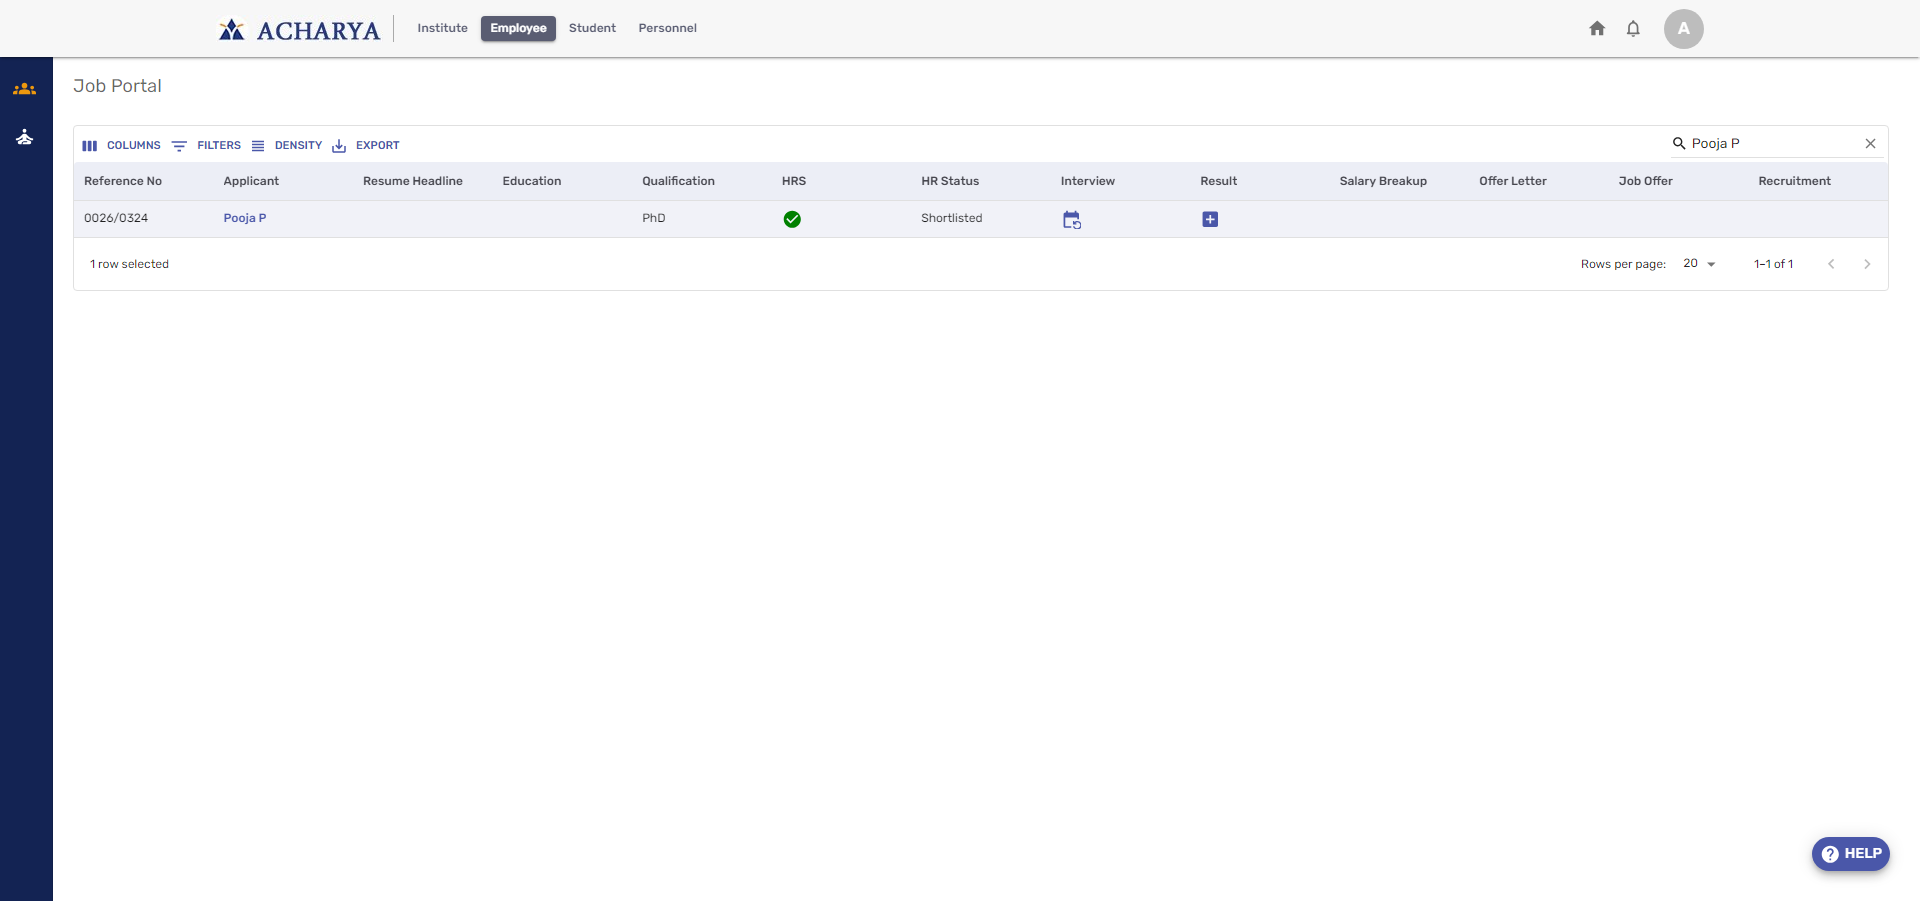 ACHARYA
Institute Employee Student Personnel
A
Job Portal
COLUMNS FILTERS DENSITY EXPORT
Pooja P
Reference No Applicant Resume Headline Education Qualification HRS HR Status Interview Result Salary Breakup Offer Letter Job Offer Recruitment
0026/0324 Pooja P PhD Shortlisted
1 row selected
Rows per page: 20 1–1 of 1
HELP